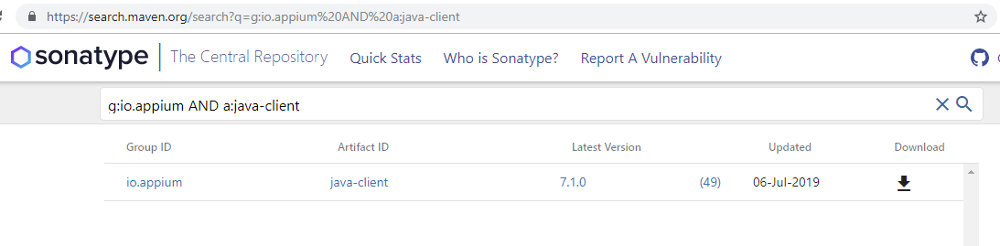 https://search.maven.org/search?q=g:io.appium%20AND%20a:java-client
sonatype The Central Repository Quick Stats Who is Sonatype? Report A Vulnerability
g:io.appium AND a:java-client
Group ID Artifact ID Latest Version Updated Download
io.appium java-client 7.1.0 (49) 06-Jul-2019